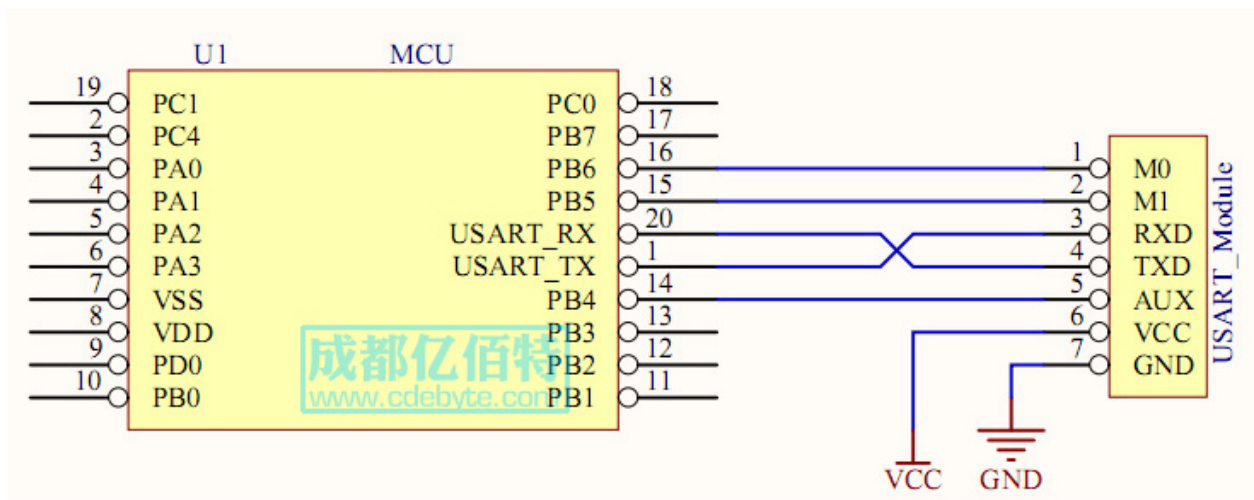 U1 MCU
19 PC1 PC0 18
2 PC4 PB7 17
3 PA0 PB6 16 1 M0
4 PA1 PB5 15 2 M1
5 PA2 USART_RX 20 3 RXD
6 PA3 USART_TX 1 4 TXD
7 VSS PB4 14 5 AUX
8 VDD PB3 13 6 VCC
9 PD0 PB2 12 7 GND
10 PB0 PB1 11
USART_Module
成都亿佰特
www.cdebyte.com
VCC GND